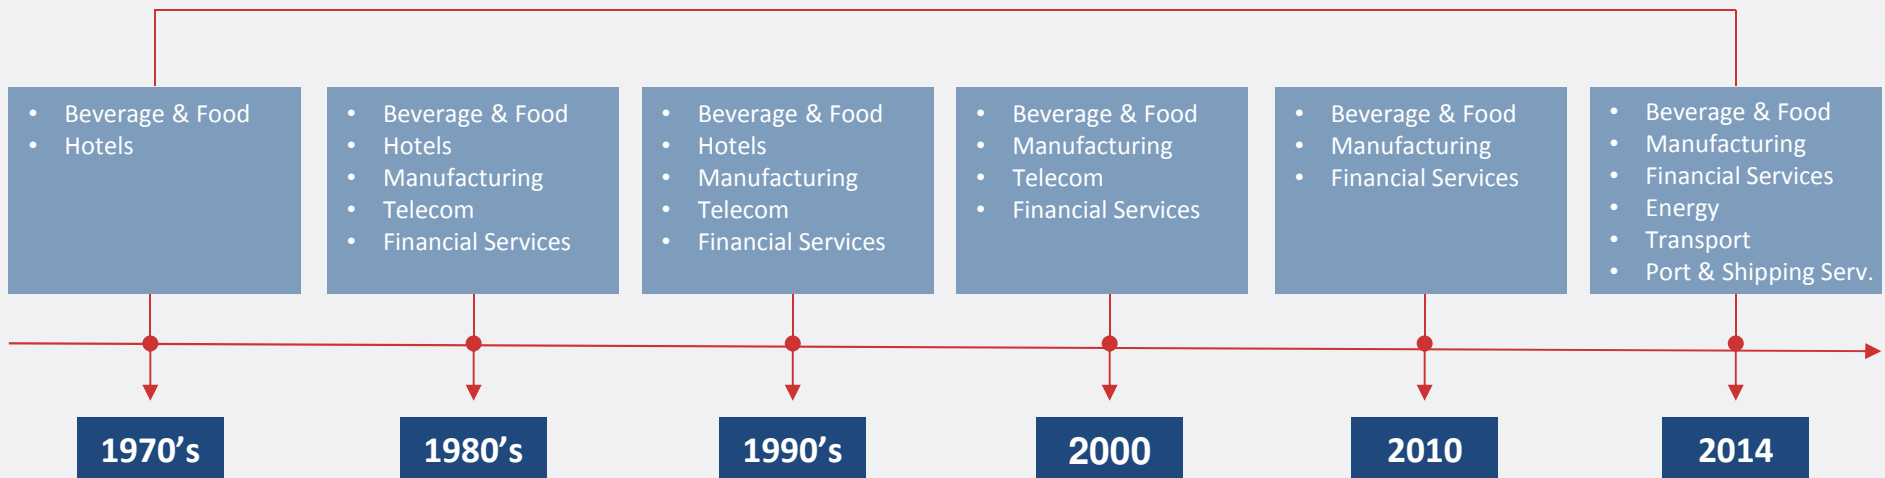 • Beverage & Food
• Hotels
• Beverage & Food
• Hotels
• Manufacturing
• Telecom
• Financial Services
• Beverage & Food
• Hotels
• Manufacturing
• Telecom
• Financial Services
• Beverage & Food
• Manufacturing
• Telecom
• Financial Services
• Beverage & Food
• Manufacturing
• Financial Services
• Beverage & Food
• Manufacturing
• Financial Services
• Energy
• Transport
• Port & Shipping Serv.
1970’s
1980’s
1990’s
2000
2010
2014